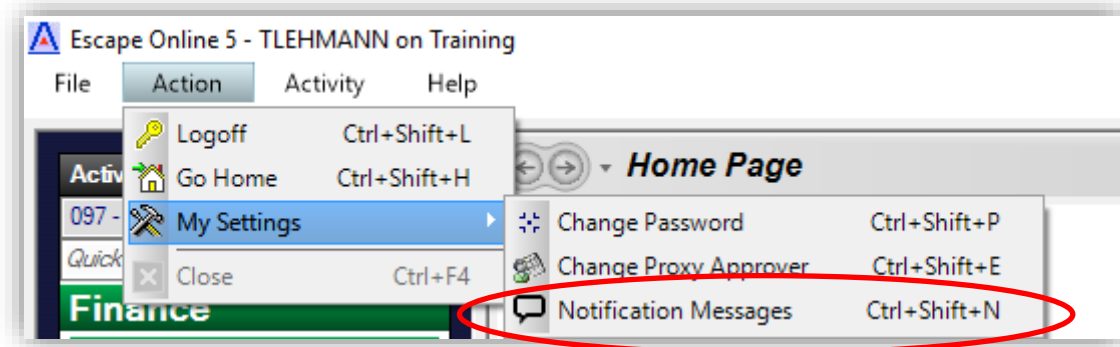 Escape Online 5 - TLEHMANN on Training
File Action Activity Help
Logoff Ctrl+Shift+L
Home Page
Activ Go Home Ctrl+Shift+H
097 - My Settings Change Password Ctrl+Shift+P
Quick Change Proxy Approver Ctrl+Shift+E
Close Ctrl+F4
Finance Notification Messages Ctrl+Shift+N